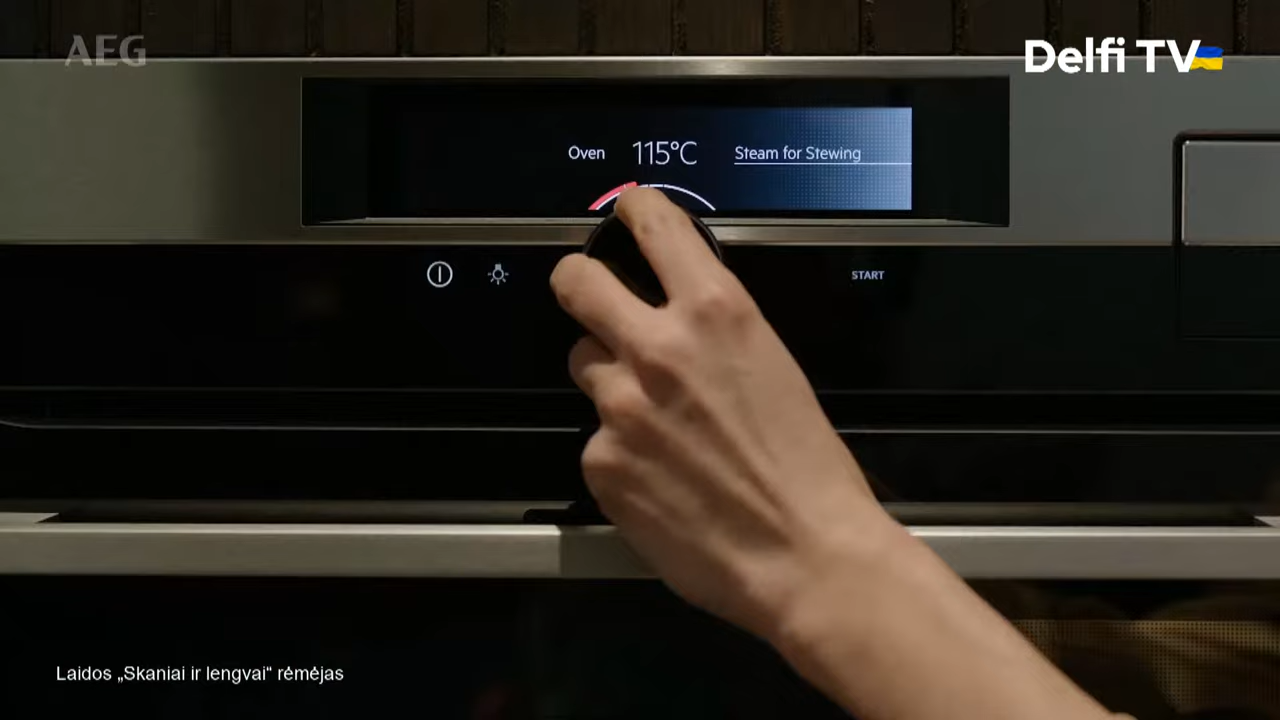 AEG
Delfi TV
Oven 115°C Steam for Stewing
START
Laidos „Skaniai ir lengvai“ rėmėjas